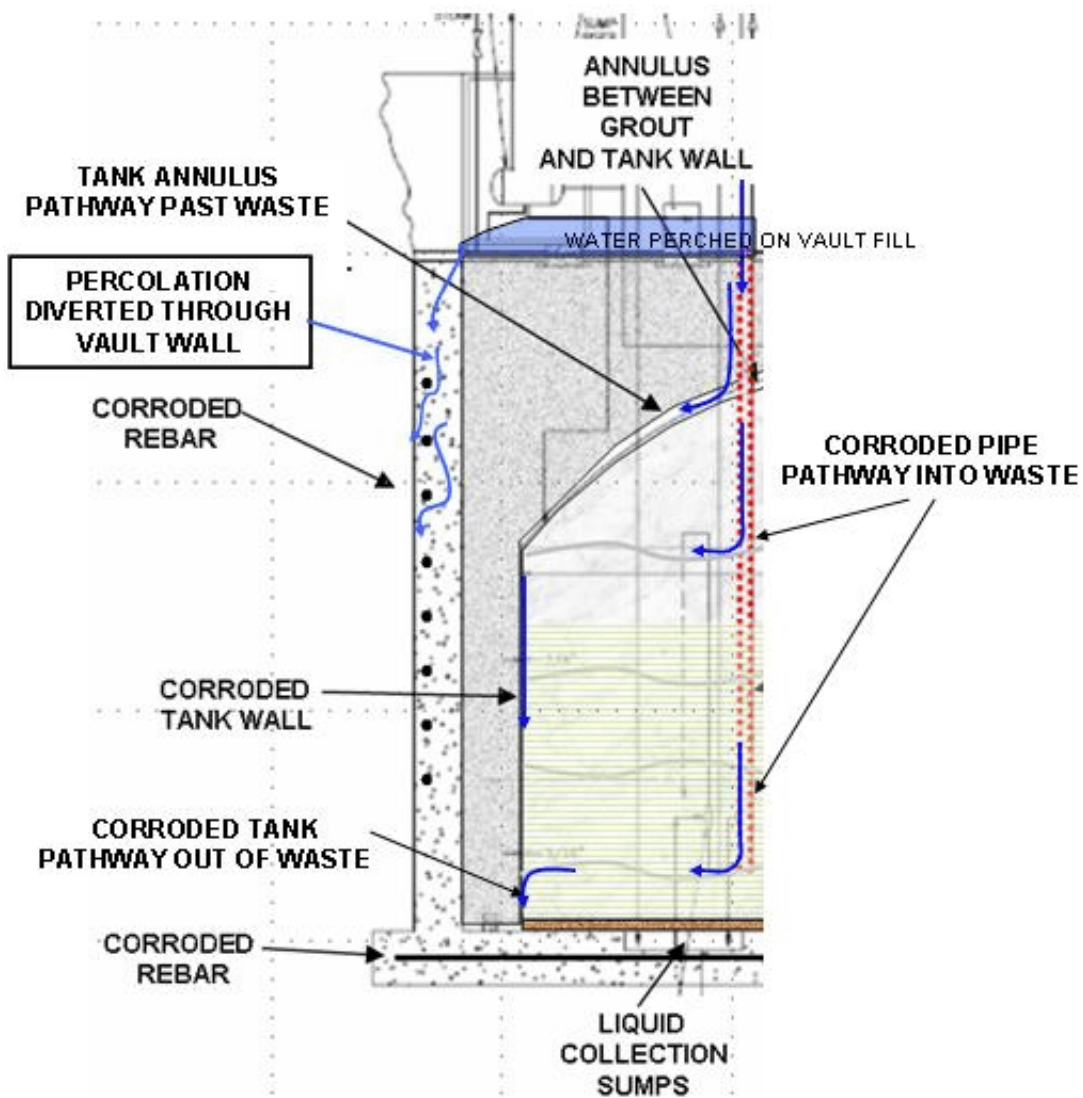 SUMP
ANNULUS
BETWEEN
GROUT
AND TANK WALL
TANK ANNULUS
PATHWAY PAST WASTE
WATER PERCHED ON VAULT FILL
PERCOLATION
DIVERTED THROUGH
VAULT WALL
CORRODED
REBAR
CORRODED PIPE
PATHWAY INTO WASTE
CORRODED
TANK WALL
CORRODED TANK
PATHWAY OUT OF WASTE
CORRODED
REBAR
LIQUID
COLLECTION
SUMPS